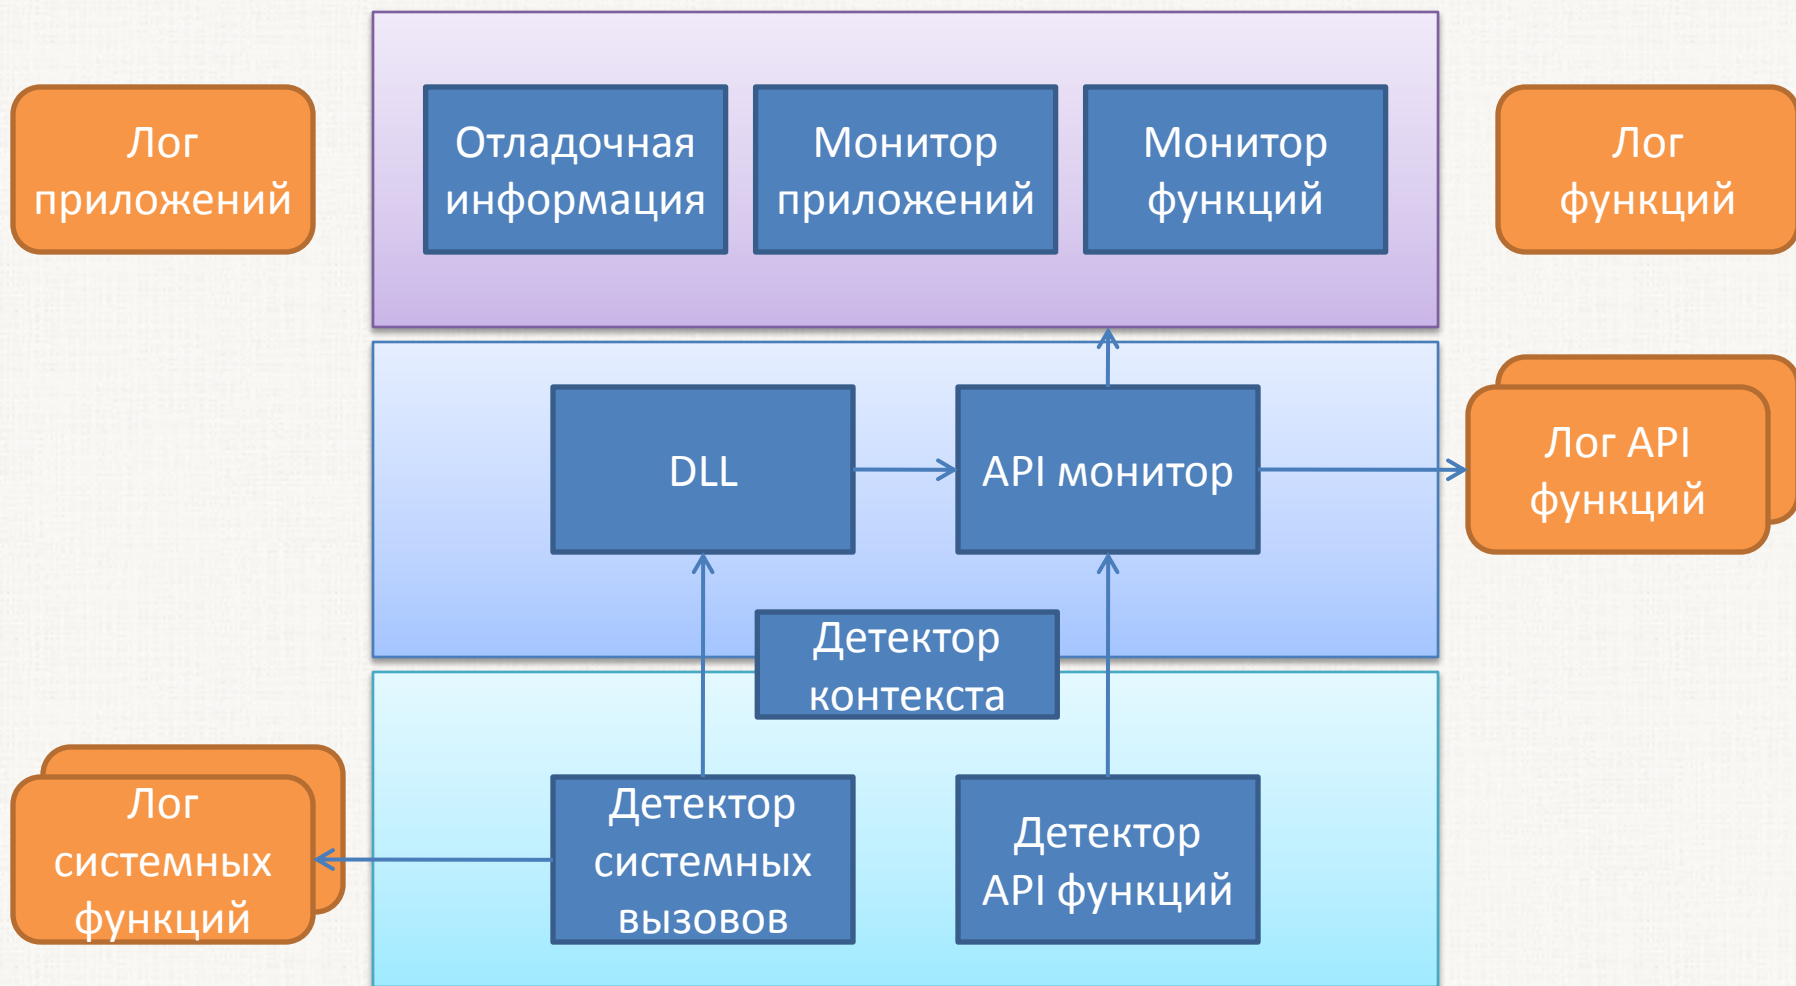 Лог
приложений
Отладочная
информация
Монитор
приложений
Монитор
функций
Лог
функций
DLL
API монитор
Лог API
функций
Детектор
контекста
Лог
системных
функций
Детектор
системных
вызовов
Детектор
API функций